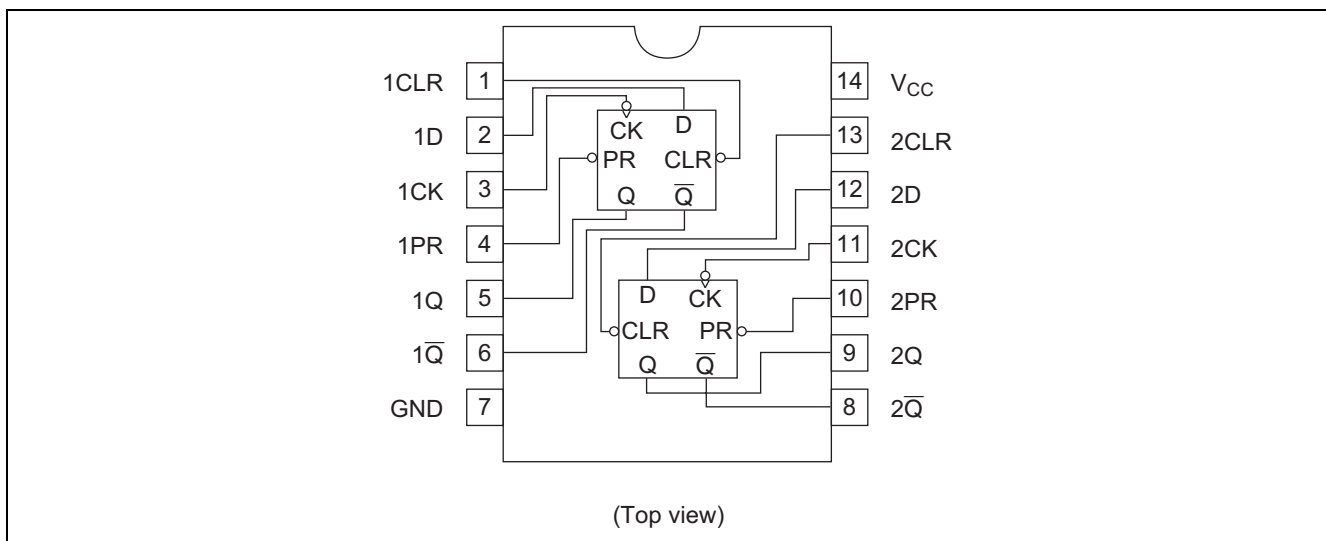 1CLR 1
1D 2
1CK 3
1PR 4
1Q 5
1Q̅ 6
GND 7
14 VCC
13 2CLR
12 2D
11 2CK
10 2PR
9 2Q
8 2Q̅
CK D
PR CLR
Q Q̅
D CK
CLR PR
Q Q̅
(Top view)